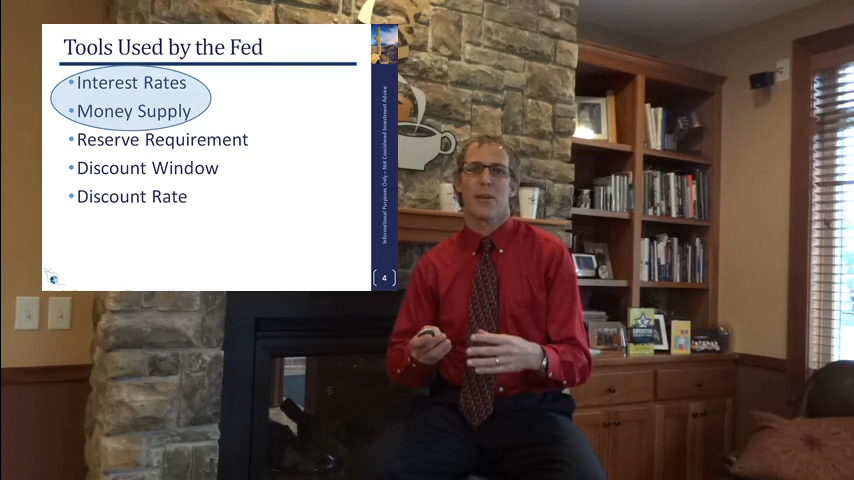 Tools Used by the Fed
•Interest Rates
•Money Supply
•Reserve Requirement
•Discount Window
•Discount Rate
Informational Purposes Only - Not Considered Investment Advice
4